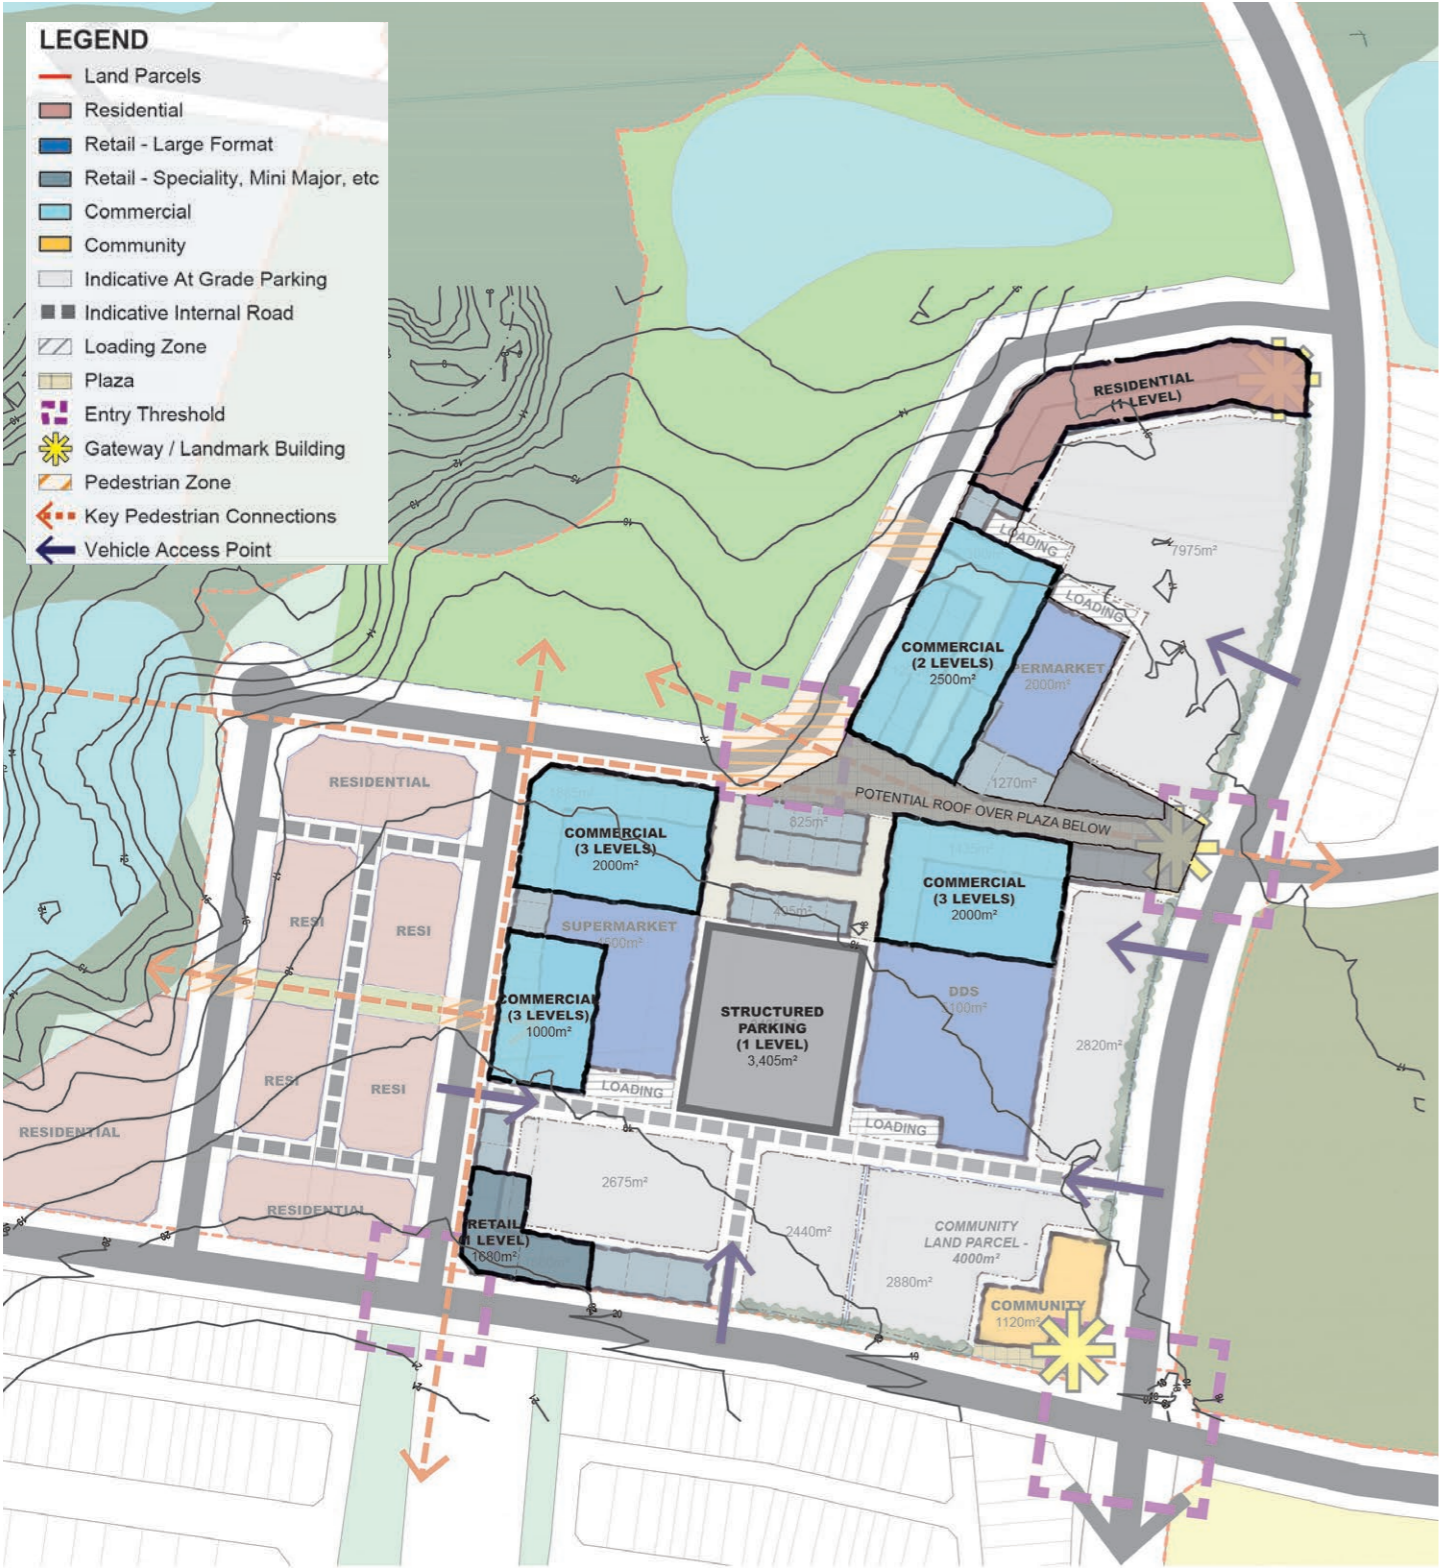 LEGEND
Land Parcels
Residential
Retail - Large Format
Retail - Speciality, Mini Major, etc
Commercial
Community
Indicative At Grade Parking
Indicative Internal Road
Loading Zone
Plaza
Entry Threshold
Gateway / Landmark Building
Pedestrian Zone
Key Pedestrian Connections
Vehicle Access Point
RESIDENTIAL
(1 LEVEL)
LOADING
7975m²
LOADING
COMMERCIAL
(2 LEVELS)
2500m²
PERMARKET
2000m²
1270m²
POTENTIAL ROOF OVER PLAZA BELOW
RESIDENTIAL
COMMERCIAL
(3 LEVELS)
2000m²
825m²
COMMERCIAL
(3 LEVELS)
2000m²
495m²
RESI
RESI
SUPERMARKET
COMMERCIAL
(3 LEVELS)
1000m²
STRUCTURED
PARKING
(1 LEVEL)
3,405m²
DDS
2820m²
RESI
RESI
LOADING
LOADING
RESIDENTIAL
2675m²
RESIDENTIAL
RETAIL
1 LEVEL)
1680m²
2440m²
COMMUNITY
LAND PARCEL -
4000m²
2880m²
COMMUNITY
1120m²